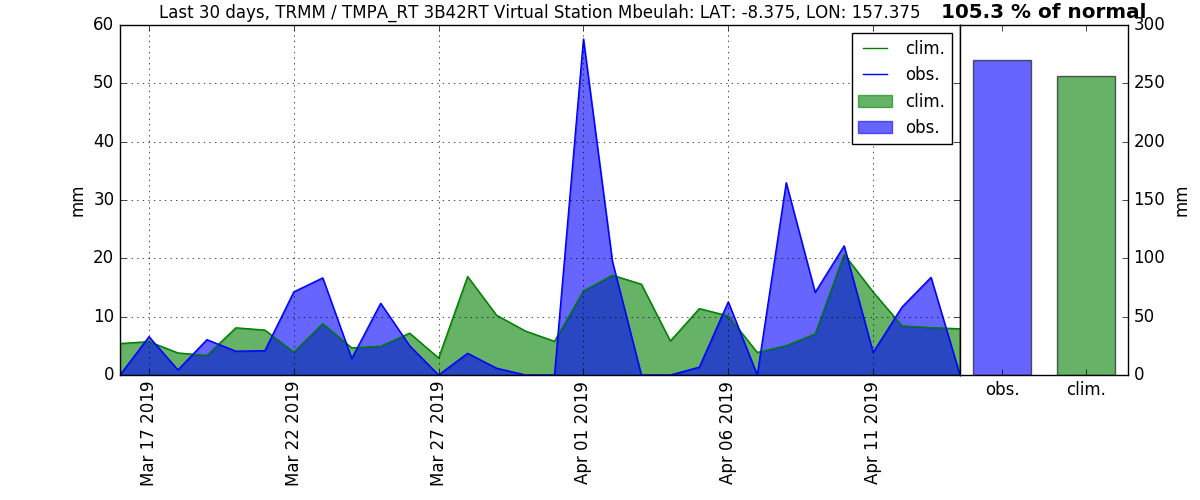 Last 30 days, TRMM / TMPA_RT 3B42RT Virtual Station Mbeulah: LAT: -8.375, LON: 157.375
105.3 % of normal
60
50
40
30
20
10
0
mm
clim.
obs.
clim.
obs.
Mar 17 2019
Mar 22 2019
Mar 27 2019
Apr 01 2019
Apr 06 2019
Apr 11 2019
300
250
200
150
100
50
0
mm
obs.
clim.